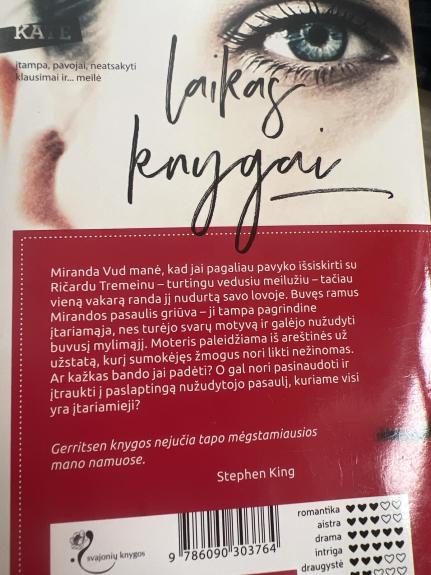 KATE
įtampa, pavojai, neatsakyti
klausimai ir... meilė
laikas
knygai
Miranda Vud manė, kad jai pagaliau pavyko išsiskirti su
Ričardu Tremeinu – turtingu vedusiu meilužiu – tačiau
vieną vakarą randa jį nudurtą savo lovoje. Buvęs ramus
Mirandos pasaulis griūva – ji tampa pagrindine
įtariamąja, nes turėjo svarų motyvą ir galėjo nužudyti
buvusį mylimąjį. Moteris paleidžiama iš areštinės už
užstatą, kurį sumokėjęs žmogus nori likti nežinomas.
Ar kažkas bando jai padėti? O gal nori pasinaudoti ir
įtraukti į paslaptingą nužudytojo pasaulį, kuriame visi
yra įtariamieji?
Gerritsen knygos nejučia tapo mėgstamiausios
mano namuose.
Stephen King
svajonių knygos
9 786090 303764
romantika ♥♥♥♡♡
aistra ♥♥♥♡♡
drama ♥♥♥♥♥
intriga ♥♥♥♥♥
draugystė ♥♥♡♡♡